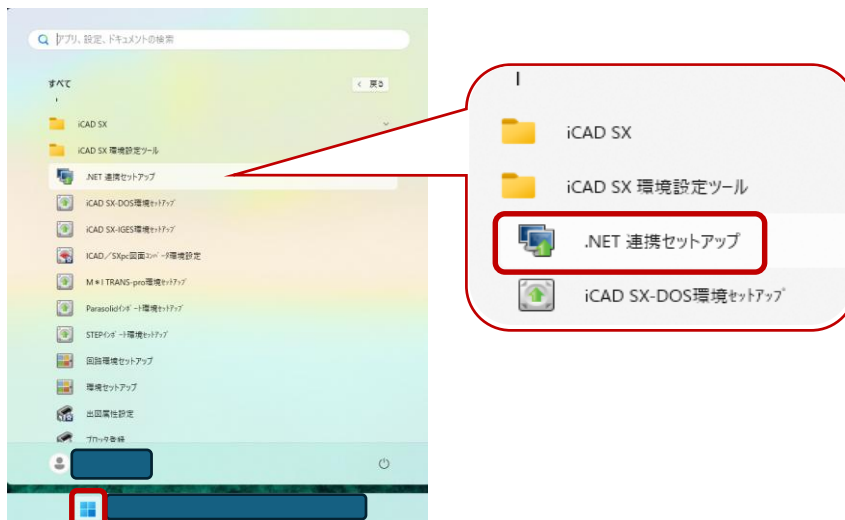 アプリ、設定、ドキュメントの検索
すべて
戻る
I
iCAD SX
iCAD SX 環境設定ツール
.NET 連携セットアップ
iCAD SX-DOS環境ｾｯﾄｱｯﾌﾟ
iCAD SX-IGES環境ｾｯﾄｱｯﾌﾟ
ICAD／SXpc図面ｺﾝﾊﾞｰﾀ環境設定
M＊I TRANS-pro環境ｾｯﾄｱｯﾌﾟ
Parasolidｲﾝﾎﾟｰﾄ環境ｾｯﾄｱｯﾌﾟ
STEPｲﾝﾎﾟｰﾄ環境ｾｯﾄｱｯﾌﾟ
回路環境セットアップ
環境セットアップ
出図属性設定
プロッタ登録
I
iCAD SX
iCAD SX 環境設定ツール
.NET 連携セットアップ
iCAD SX-DOS環境ｾｯﾄｱｯﾌﾟ